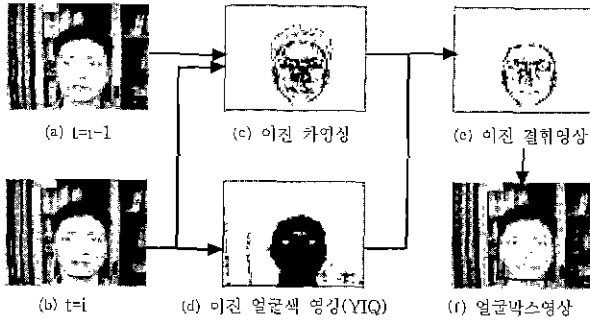 (a) t=i-1
(c) 이진 차영상
(e) 이진 결합영상
(b) t=i
(d) 이진 얼굴색 영상(YIQ)
(f) 얼굴박스영상